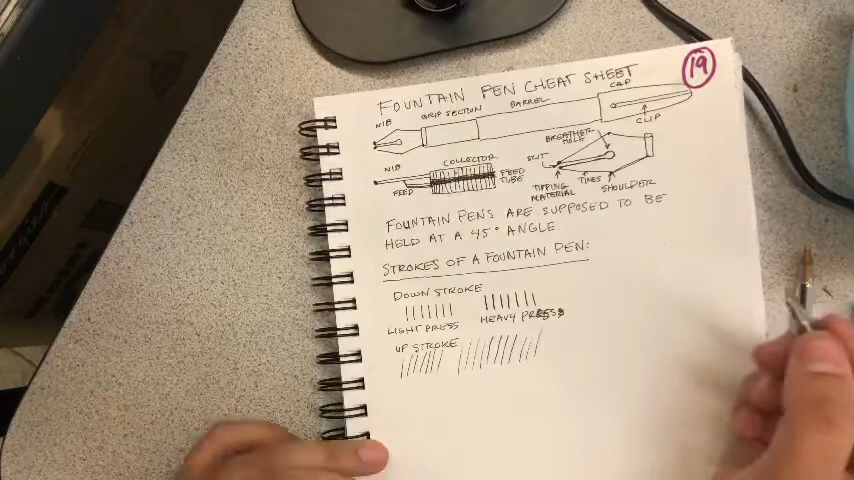 19
FOUNTAIN PEN CHEAT SHEET
NIB
GRIP SECTION
BARREL
CAP
CLIP
NIB
FEED
COLLECTOR
FEED
TUBE
BREATHER
HOLE
SLIT
TIPPING
MATERIAL
TINES
SHOULDER
FOUNTAIN PENS ARE SUPPOSED TO BE
HELD AT A 45° ANGLE.
STROKES OF A FOUNTAIN PEN:
DOWN STROKE
LIGHT PRESS
HEAVY PRESS
UP STROKE